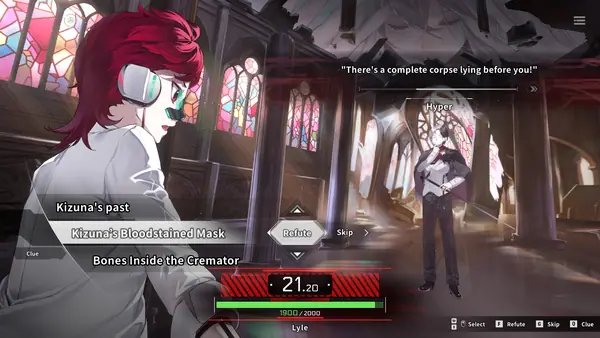 "There's a complete corpse lying before you!"
Hyper
Kizuna's past
Kizuna's Bloodstained Mask
Refute
Skip
Clue
Bones Inside the Cremator
21.20
1900/2000
Lyle
Select
F Refute
G Skip
Q Clue